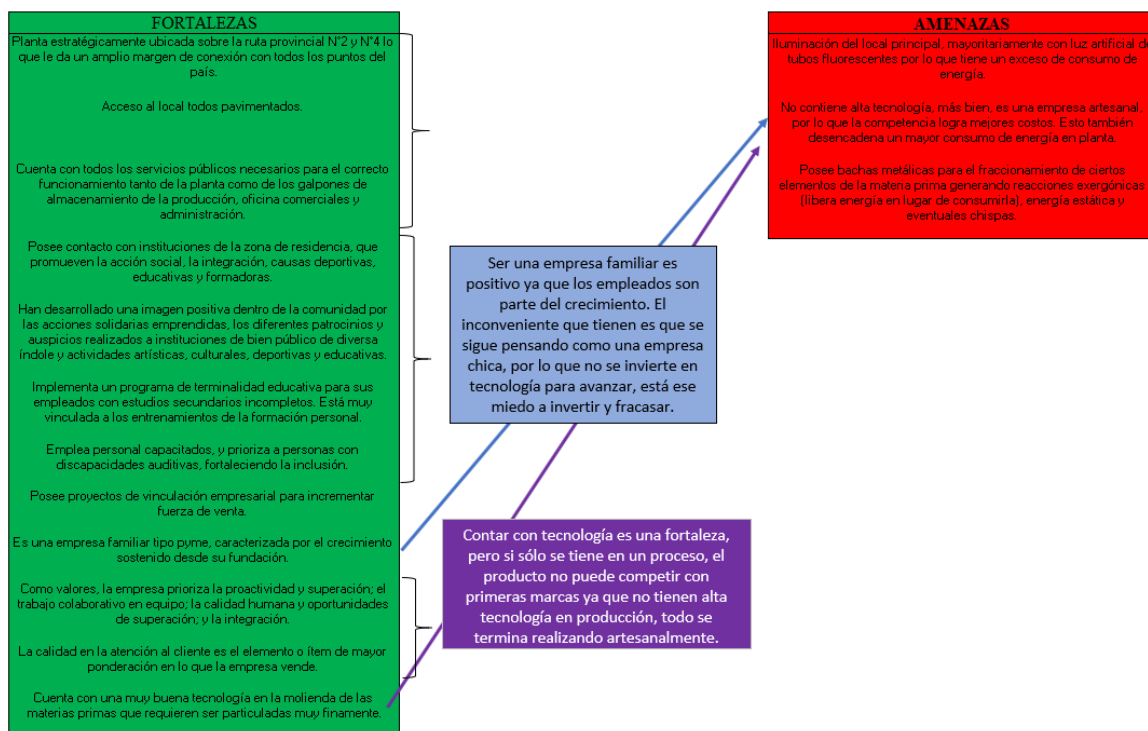 FORTALEZAS
Planta estratégicamente ubicada sobre la ruta provincial N°2 y N°4 lo
que le da un amplio margen de conexión con todos los puntos del
país.
Acceso al local todos pavimentados.
Cuenta con todos los servicios públicos necesarios para el correcto
funcionamiento tanto de la planta como de los galpones de
almacenamiento de la producción, oficina comerciales y
administración.
Posee contacto con instituciones de la zona de residencia, que
promueven la acción social, la integración, causas deportivas,
educativas y formadoras.
Han desarrollado una imagen positiva dentro de la comunidad por
las acciones solidarias emprendidas, los diferentes patrocinios y
auspicios realizados a instituciones de bien público de diversa
índole y actividades artísticas, culturales, deportivas y educativas.
Implementa un programa de terminalidad educativa para sus
empleados con estudios secundarios incompletos. Está muy
vinculada a los entrenamientos de la formación personal.
Emplea personal capacitados, y prioriza a personas con
discapacidades auditivas, fortaleciendo la inclusión.
Posee proyectos de vinculación empresarial para incrementar
fuerza de venta.
Es una empresa familiar tipo pyme, caracterizada por el crecimiento
sostenido desde su fundación.
Como valores, la empresa prioriza la proactividad y superación; el
trabajo colaborativo en equipo; la calidad humana y oportunidades
de superación; y la integración.
La calidad en la atención al cliente es el elemento o ítem de mayor
ponderación en lo que la empresa vende.
Cuenta con una muy buena tecnología en la molienda de las
materias primas que requieren ser particuladas muy finamente.
Ser una empresa familiar es
positivo ya que los empleados son
parte del crecimiento. El
inconveniente que tienen es que se
sigue pensando como una empresa
chica, por lo que no se invierte en
tecnología para avanzar, está ese
miedo a invertir y fracasar.
Contar con tecnología es una fortaleza,
pero si sólo se tiene en un proceso, el
producto no puede competir con
primeras marcas ya que no tienen alta
tecnología en producción, todo se
termina realizando artesanalmente.
AMENAZAS
Iluminación del local principal, mayoritariamente con luz artificial de
tubos fluorescentes por lo que tiene un exceso de consumo de
energía.
No contiene alta tecnología, más bien, es una empresa artesanal,
por lo que la competencia logra mejores costos. Esto también
desencadena un mayor consumo de energía en planta.
Posee bachas metálicas para el fraccionamiento de ciertos
elementos de la materia prima generando reacciones exergónicas
(libera energía en lugar de consumirla), energía estática y
eventuales chispas.